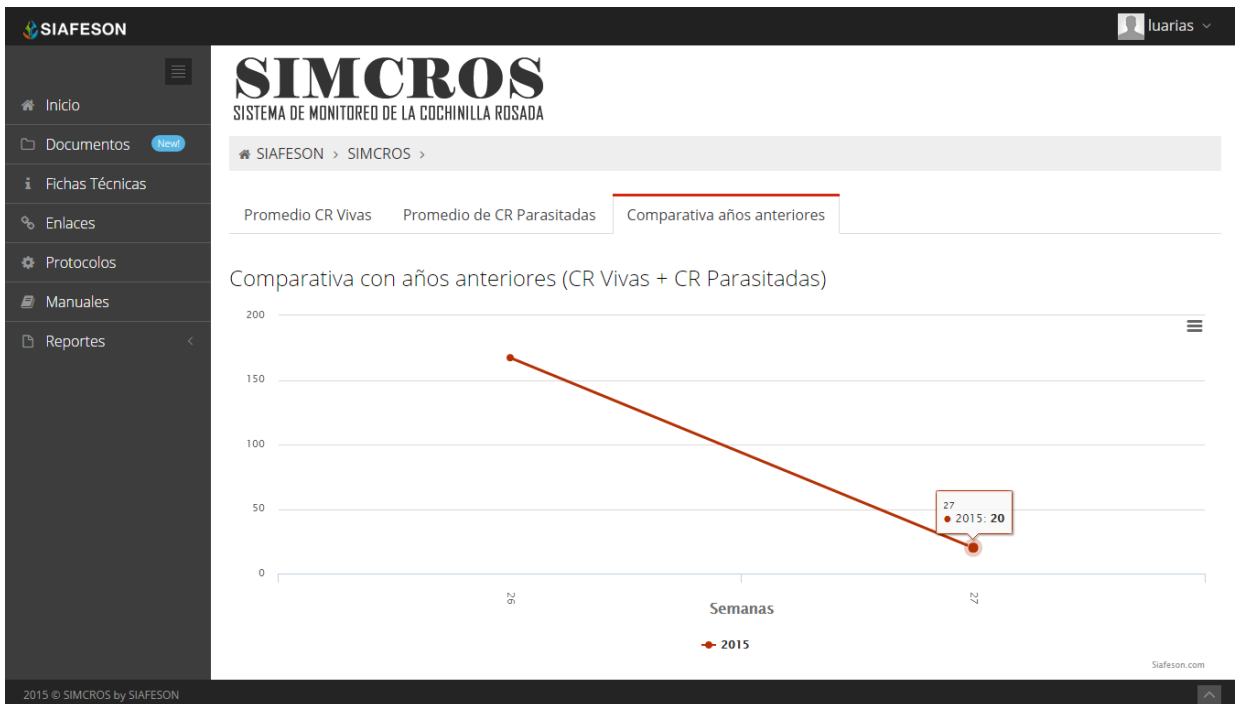 SIAFESON
luarias
Inicio
Documentos New!
Fichas Técnicas
Enlaces
Protocolos
Manuales
Reportes
SIMCROS
SISTEMA DE MONITOREO DE LA COCHINILLA ROSADA
SIAFESON > SIMCROS >
Promedio CR Vivas Promedio de CR Parasitadas Comparativa años anteriores
Comparativa con años anteriores (CR Vivas + CR Parasitadas)
200
150
100
50
0
27
2015: 20
26
27
Semanas
2015
Siafeson.com
2015 © SIMCROS by SIAFESON